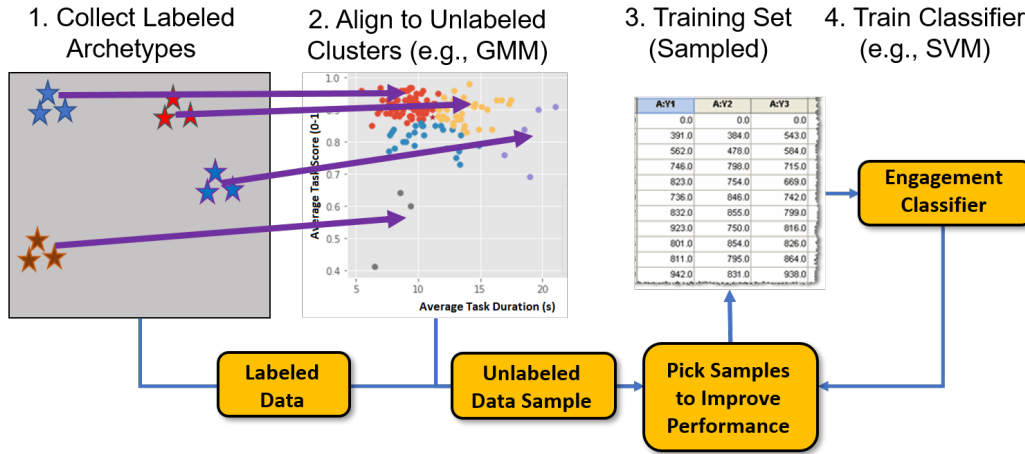 1. Collect Labeled
Archetypes
2. Align to Unlabeled
Clusters (e.g., GMM)
3. Training Set
(Sampled)
4. Train Classifier
(e.g., SVM)
1.0
0.9
0.8
0.7
0.6
0.5
0.4
Average Task Score (0-1
5 10 15 20
Average Task Duration (s)
A:Y1 A:Y2 A:Y3
0.0 0.0 0.0
391.0 384.0 543.0
562.0 478.0 584.0
746.0 798.0 715.0
823.0 754.0 669.0
736.0 846.0 742.0
832.0 855.0 799.0
923.0 750.0 816.0
801.0 854.0 826.0
811.0 795.0 864.0
942.0 831.0 938.0
Engagement
Classifier
Labeled
Data
Unlabeled
Data Sample
Pick Samples
to Improve
Performance